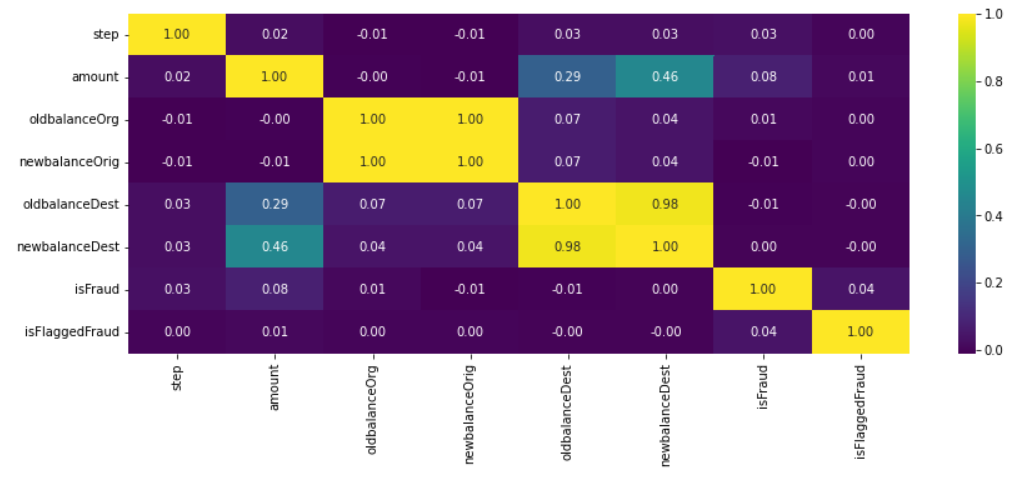 step 1.00 0.02 -0.01 -0.01 0.03 0.03 0.03 0.00
amount 0.02 1.00 -0.00 -0.01 0.29 0.46 0.08 0.01
oldbalanceOrg -0.01 -0.00 1.00 1.00 0.07 0.04 0.01 0.00
newbalanceOrig -0.01 -0.01 1.00 1.00 0.07 0.04 -0.01 0.00
oldbalanceDest 0.03 0.29 0.07 0.07 1.00 0.98 -0.01 -0.00
newbalanceDest 0.03 0.46 0.04 0.04 0.98 1.00 0.00 -0.00
isFraud 0.03 0.08 0.01 -0.01 -0.01 0.00 1.00 0.04
isFlaggedFraud 0.00 0.01 0.00 0.00 -0.00 -0.00 0.04 1.00
step
amount
oldbalanceOrg
newbalanceOrig
oldbalanceDest
newbalanceDest
isFraud
isFlaggedFraud
1.0
0.8
0.6
0.4
0.2
0.0